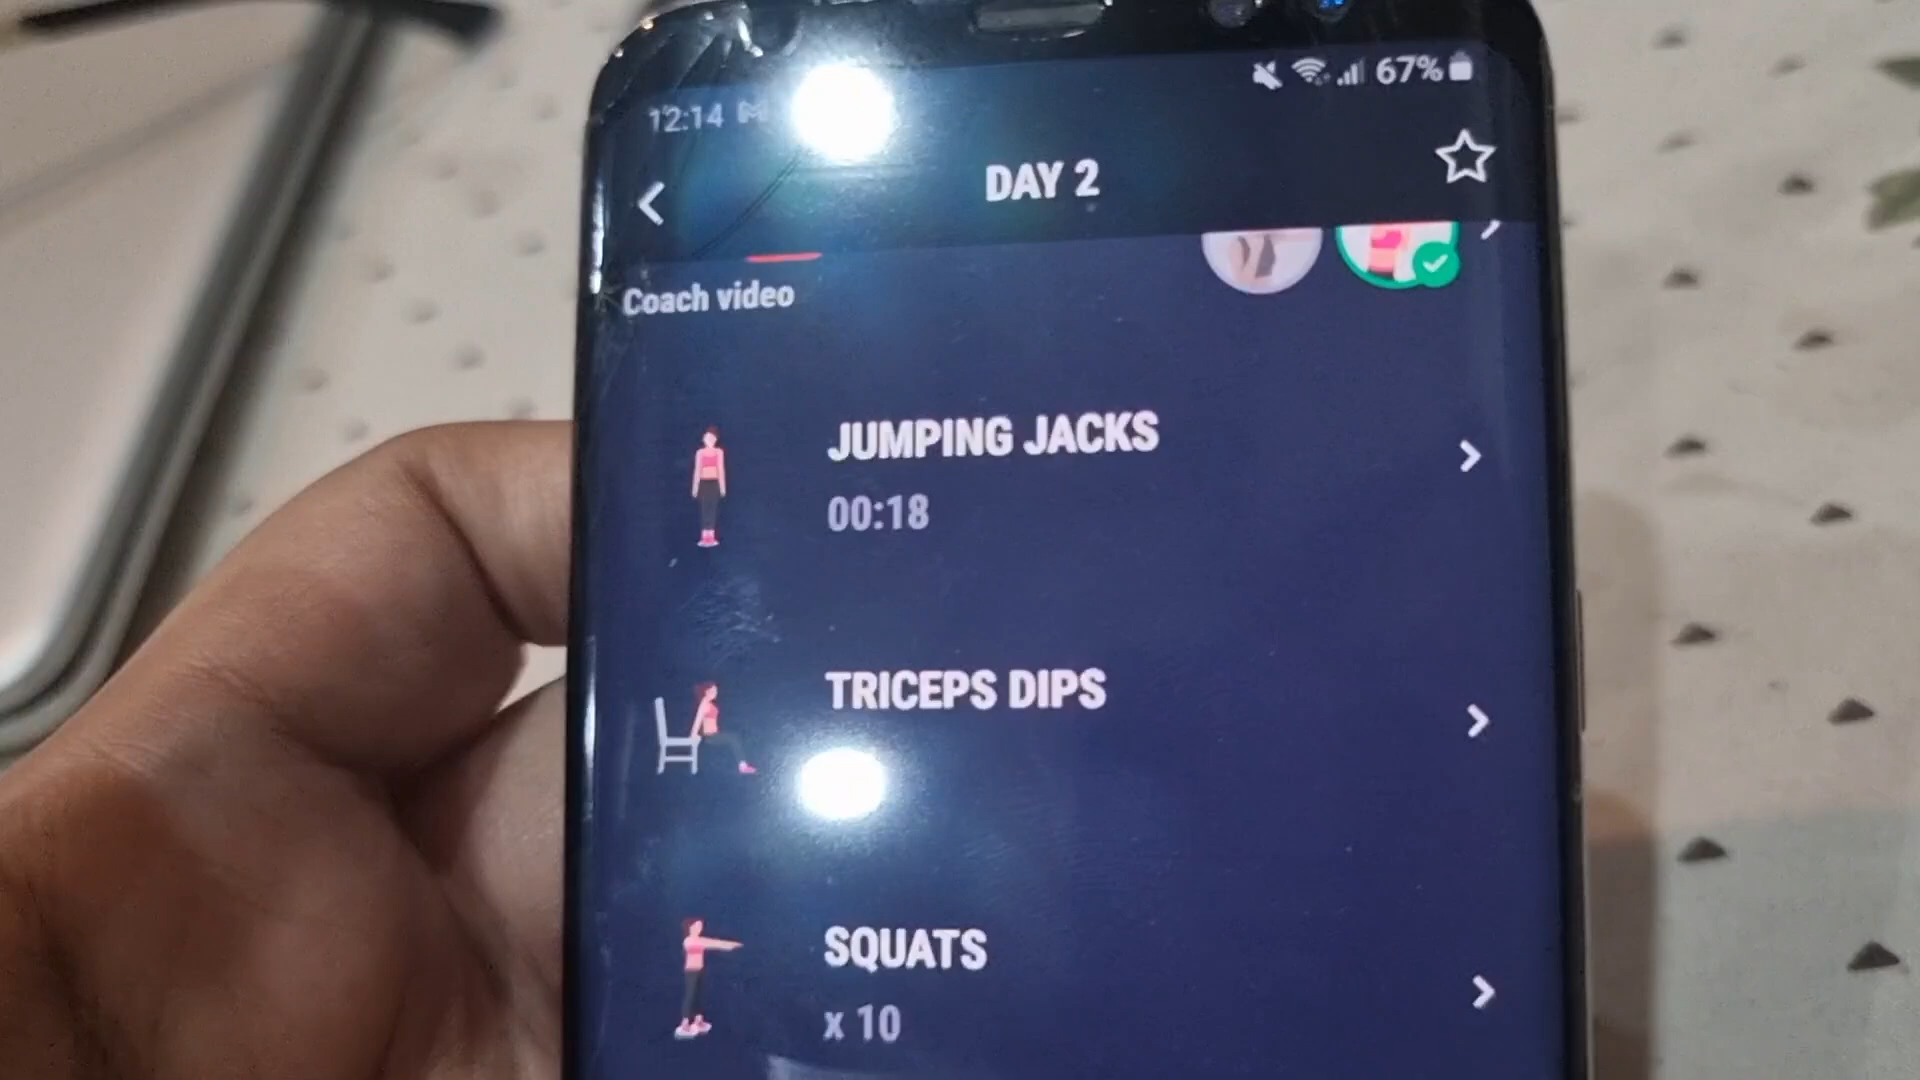 12:14
67%
DAY 2
Coach video
JUMPING JACKS
00:18
TRICEPS DIPS
SQUATS
x 10